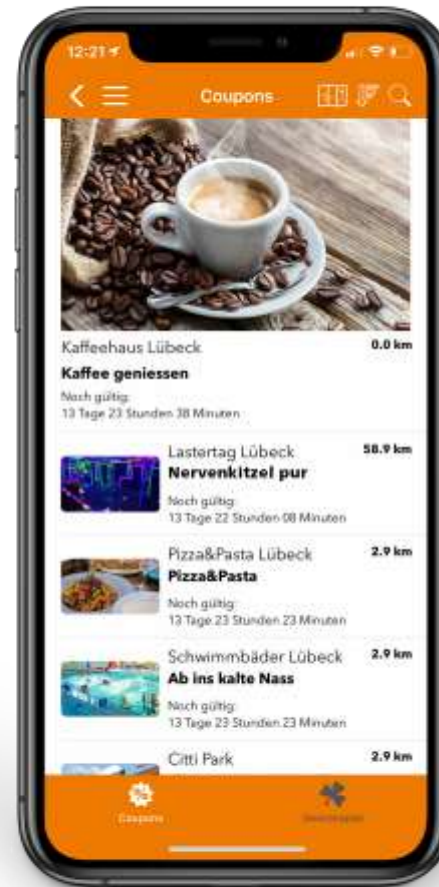 12:21
Coupons
Kaffeehaus Lübeck
0.0 km
Kaffee geniessen
Noch gültig:
13 Tage 23 Stunden 38 Minuten
Lastertag Lübeck
58.9 km
Nervenkitzel pur
Noch gültig:
13 Tage 22 Stunden 08 Minuten
Pizza&Pasta Lübeck
2.9 km
Pizza&Pasta
Noch gültig:
13 Tage 23 Stunden 23 Minuten
Schwimmbäder Lübeck
2.9 km
Ab ins kalte Nass
Noch gültig:
13 Tage 23 Stunden 23 Minuten
Citti Park
2.9 km
Coupons